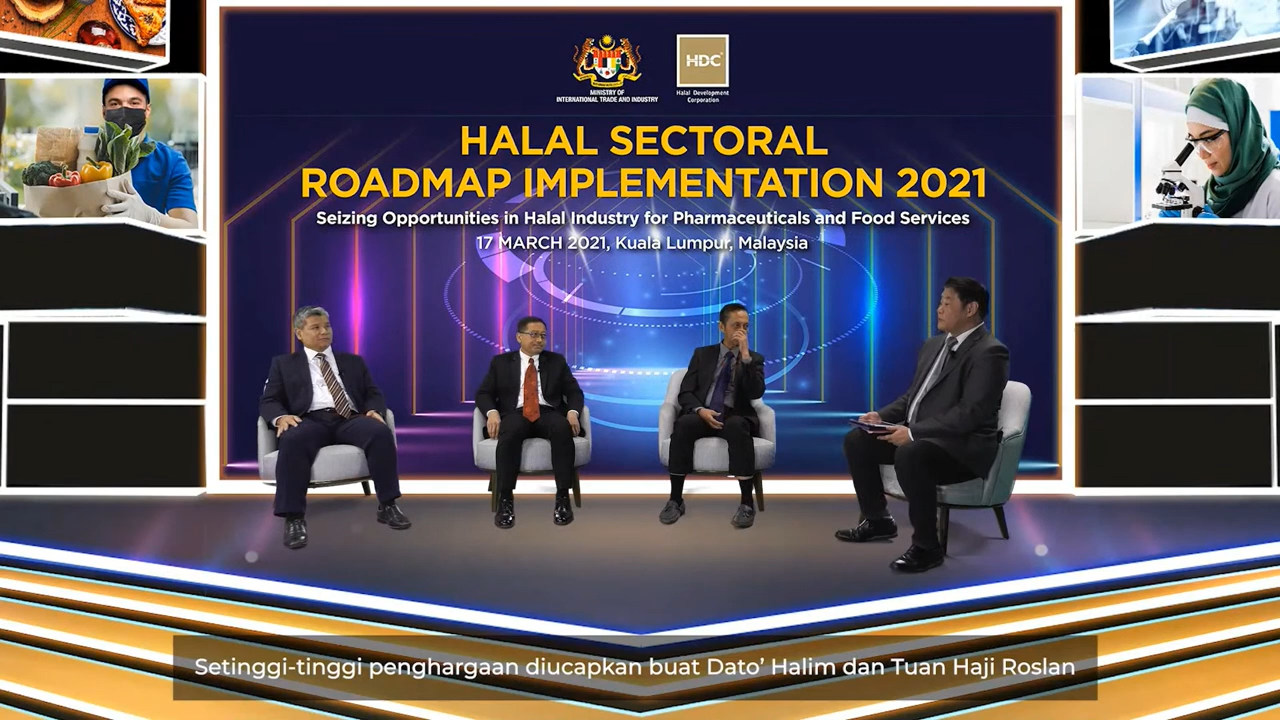 MINISTRY OF
INTERNATIONAL TRADE AND INDUSTRY
HDC
Halal Development
Corporation
HALAL SECTORAL
ROADMAP IMPLEMENTATION 2021
Seizing Opportunities in Halal Industry for Pharmaceuticals and Food Services
17 MARCH 2021, Kuala Lumpur, Malaysia
Setinggi-tinggi penghargaan diucapkan buat Dato’ Halim dan Tuan Haji Roslan